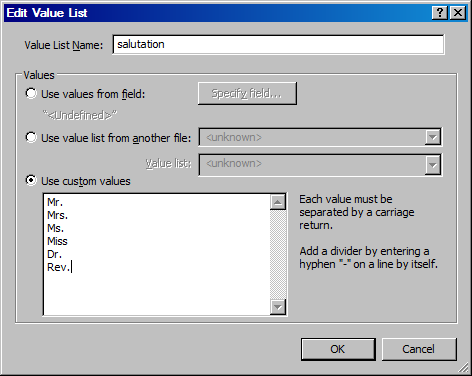 Edit Value List
Value List Name: salutation
Values
Use values from field: Specify field...
"<Undefined>"
Use value list from another file: <unknown>
Value list: <unknown>
Use custom values
Mr.
Mrs.
Ms.
Miss
Dr.
Rev.
Each value must be
separated by a carriage
return.
Add a divider by entering a
hyphen "-" on a line by itself.
OK Cancel